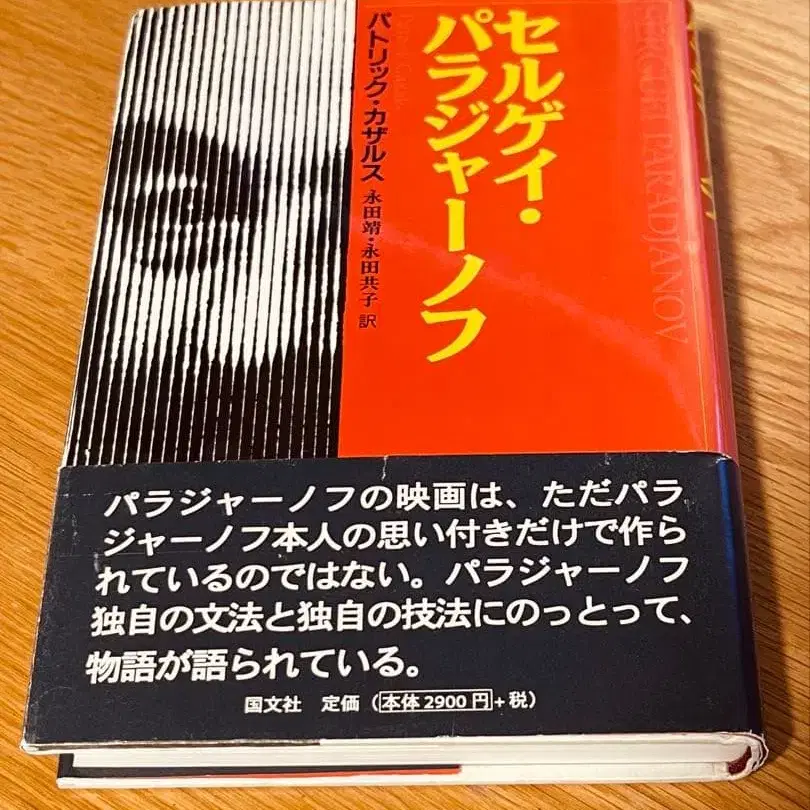 セルゲイ・
パラジャーノフ
パトリック・カザルス
永田靖・永田共子 訳
SERGUEI PARADJANOV
パラジャーノフの映画は、ただパラ
ジャーノフ本人の思い付きだけで作ら
れているのではない。パラジャーノフ
独自の文法と独自の技法にのっとって、
物語が語られている。
国文社 定価（本体2900円+税）